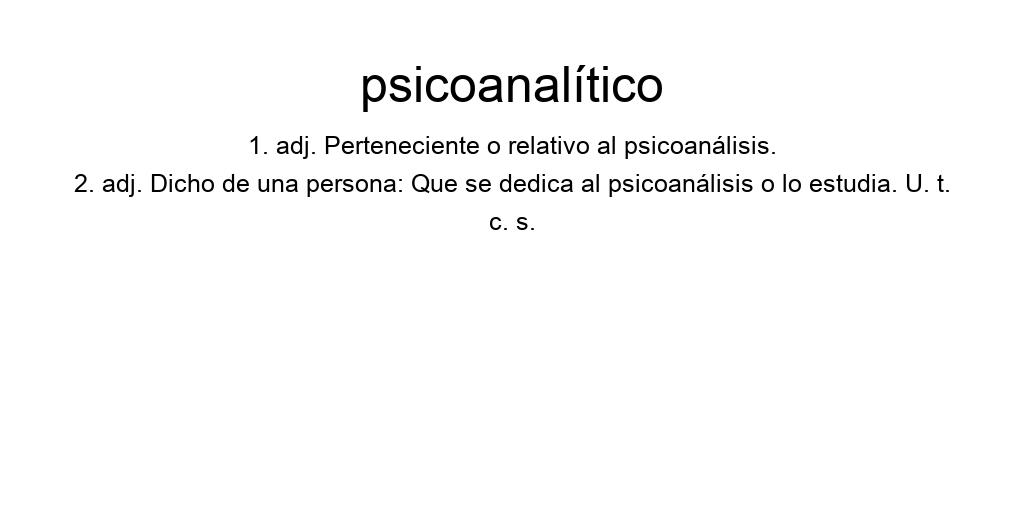 psicoanalítico
1. adj. Perteneciente o relativo al psicoanálisis.
2. adj. Dicho de una persona: Que se dedica al psicoanálisis o lo estudia. U. t.
c. s.